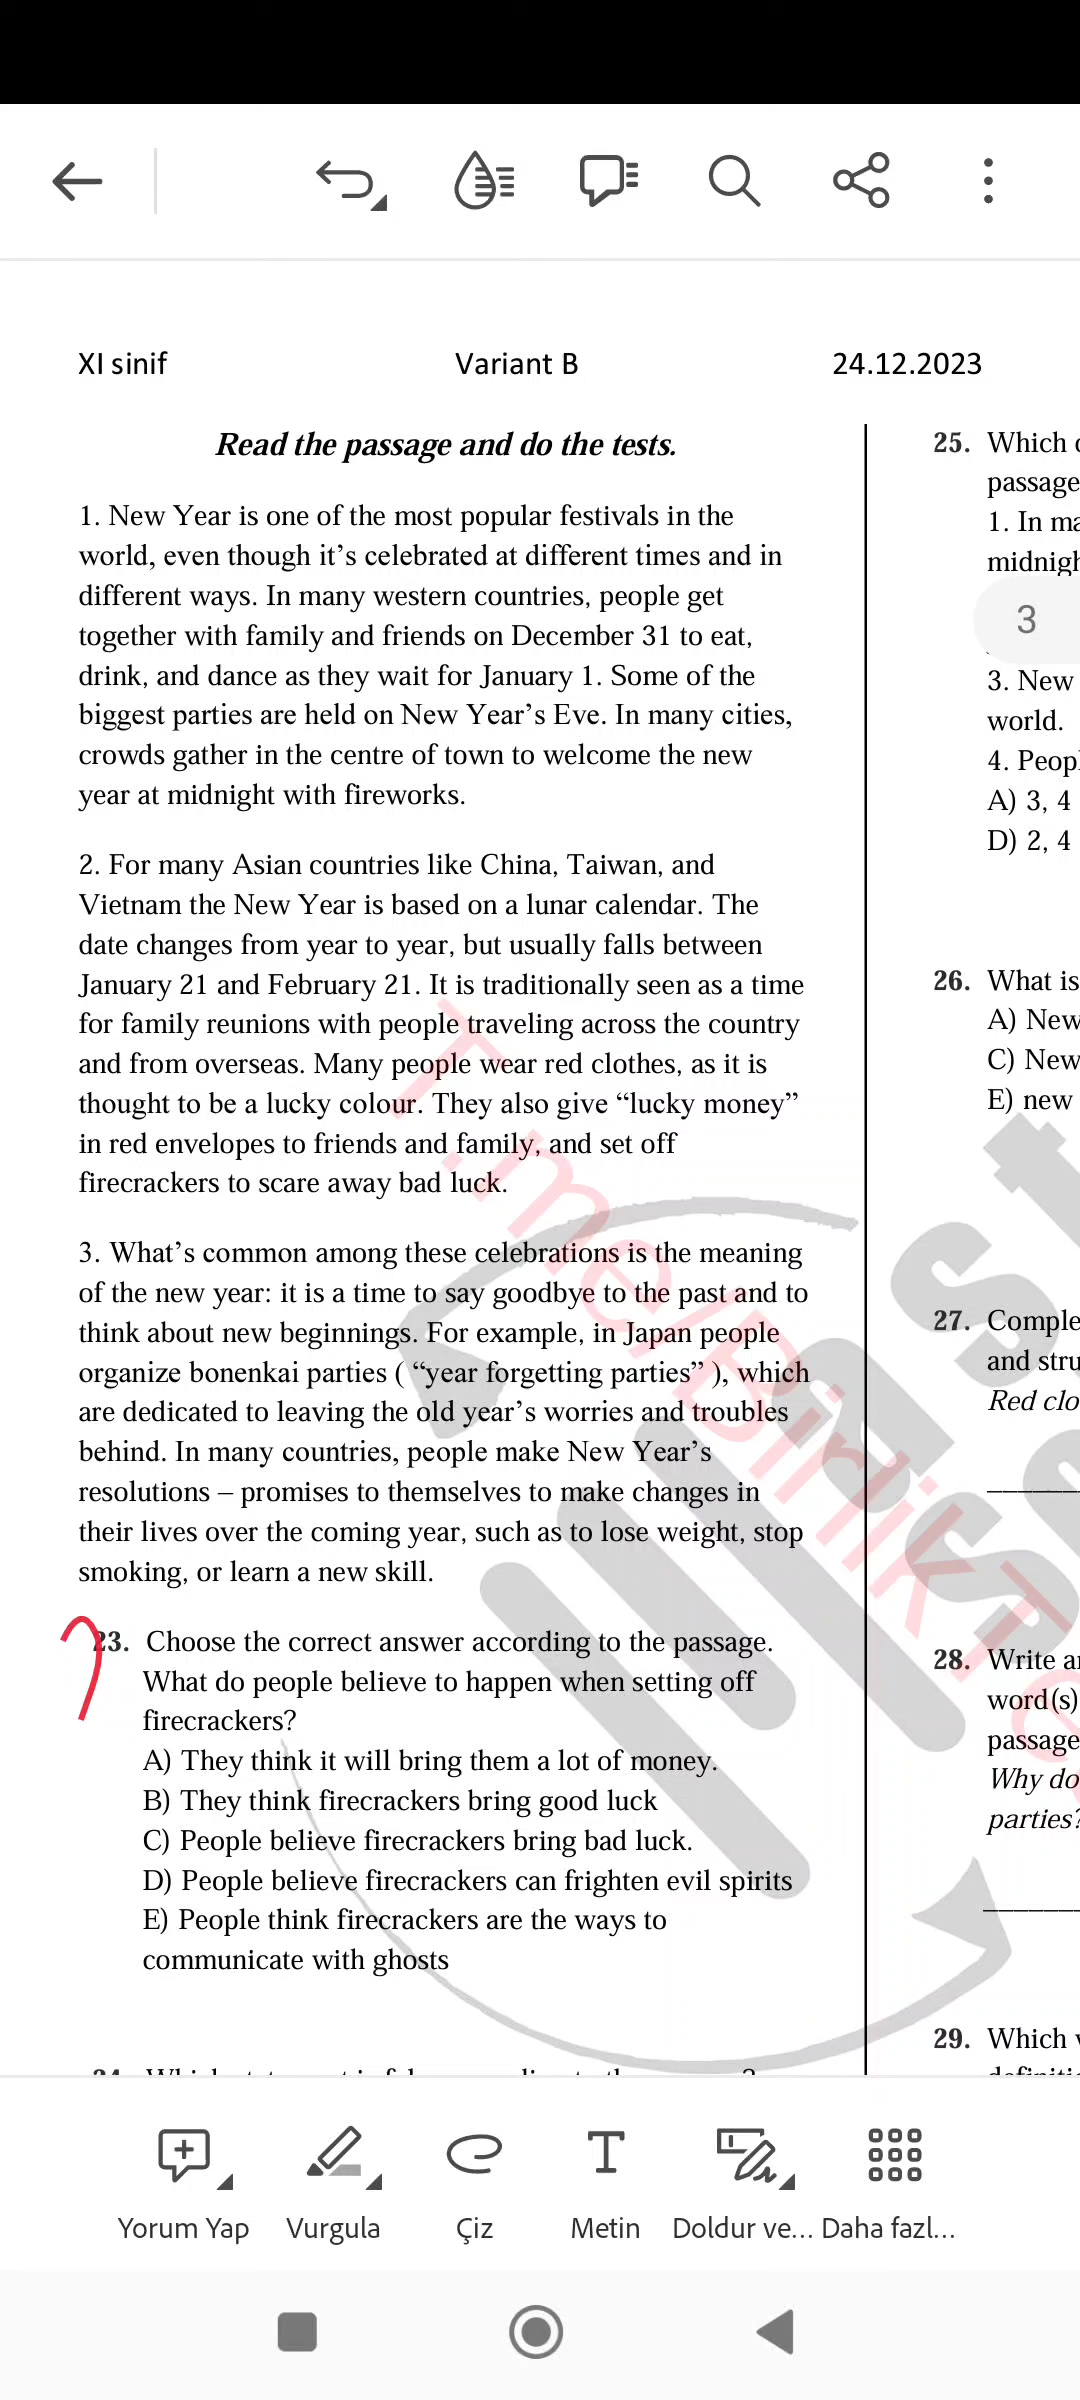 XI sinif Variant B 24.12.2023
Read the passage and do the tests.
1. New Year is one of the most popular festivals in the
world, even though it’s celebrated at different times and in
different ways. In many western countries, people get
together with family and friends on December 31 to eat,
drink, and dance as they wait for January 1. Some of the
biggest parties are held on New Year’s Eve. In many cities,
crowds gather in the centre of town to welcome the new
year at midnight with fireworks.
2. For many Asian countries like China, Taiwan, and
Vietnam the New Year is based on a lunar calendar. The
date changes from year to year, but usually falls between
January 21 and February 21. It is traditionally seen as a time
for family reunions with people traveling across the country
and from overseas. Many people wear red clothes, as it is
thought to be a lucky colour. They also give “lucky money”
in red envelopes to friends and family, and set off
firecrackers to scare away bad luck.
3. What’s common among these celebrations is the meaning
of the new year: it is a time to say goodbye to the past and to
think about new beginnings. For example, in Japan people
organize bonenkai parties ( “year forgetting parties” ), which
are dedicated to leaving the old year’s worries and troubles
behind. In many countries, people make New Year’s
resolutions – promises to themselves to make changes in
their lives over the coming year, such as to lose weight, stop
smoking, or learn a new skill.
23. Choose the correct answer according to the passage.
What do people believe to happen when setting off
firecrackers?
A) They think it will bring them a lot of money.
B) They think firecrackers bring good luck
C) People believe firecrackers bring bad luck.
D) People believe firecrackers can frighten evil spirits
E) People think firecrackers are the ways to
communicate with ghosts
25. Which
passage
1. In
3
3. New
world.
4.
A) 3, 4
D) 2, 4
26. What is
A) New
C) New
E) new
27.
and
Red
28. Write
word(s)
passage
Why do
parties?
29. Which
T.me/Birlik
Yorum Yap Vurgula Çiz Metin Doldur ve... Daha fazl...